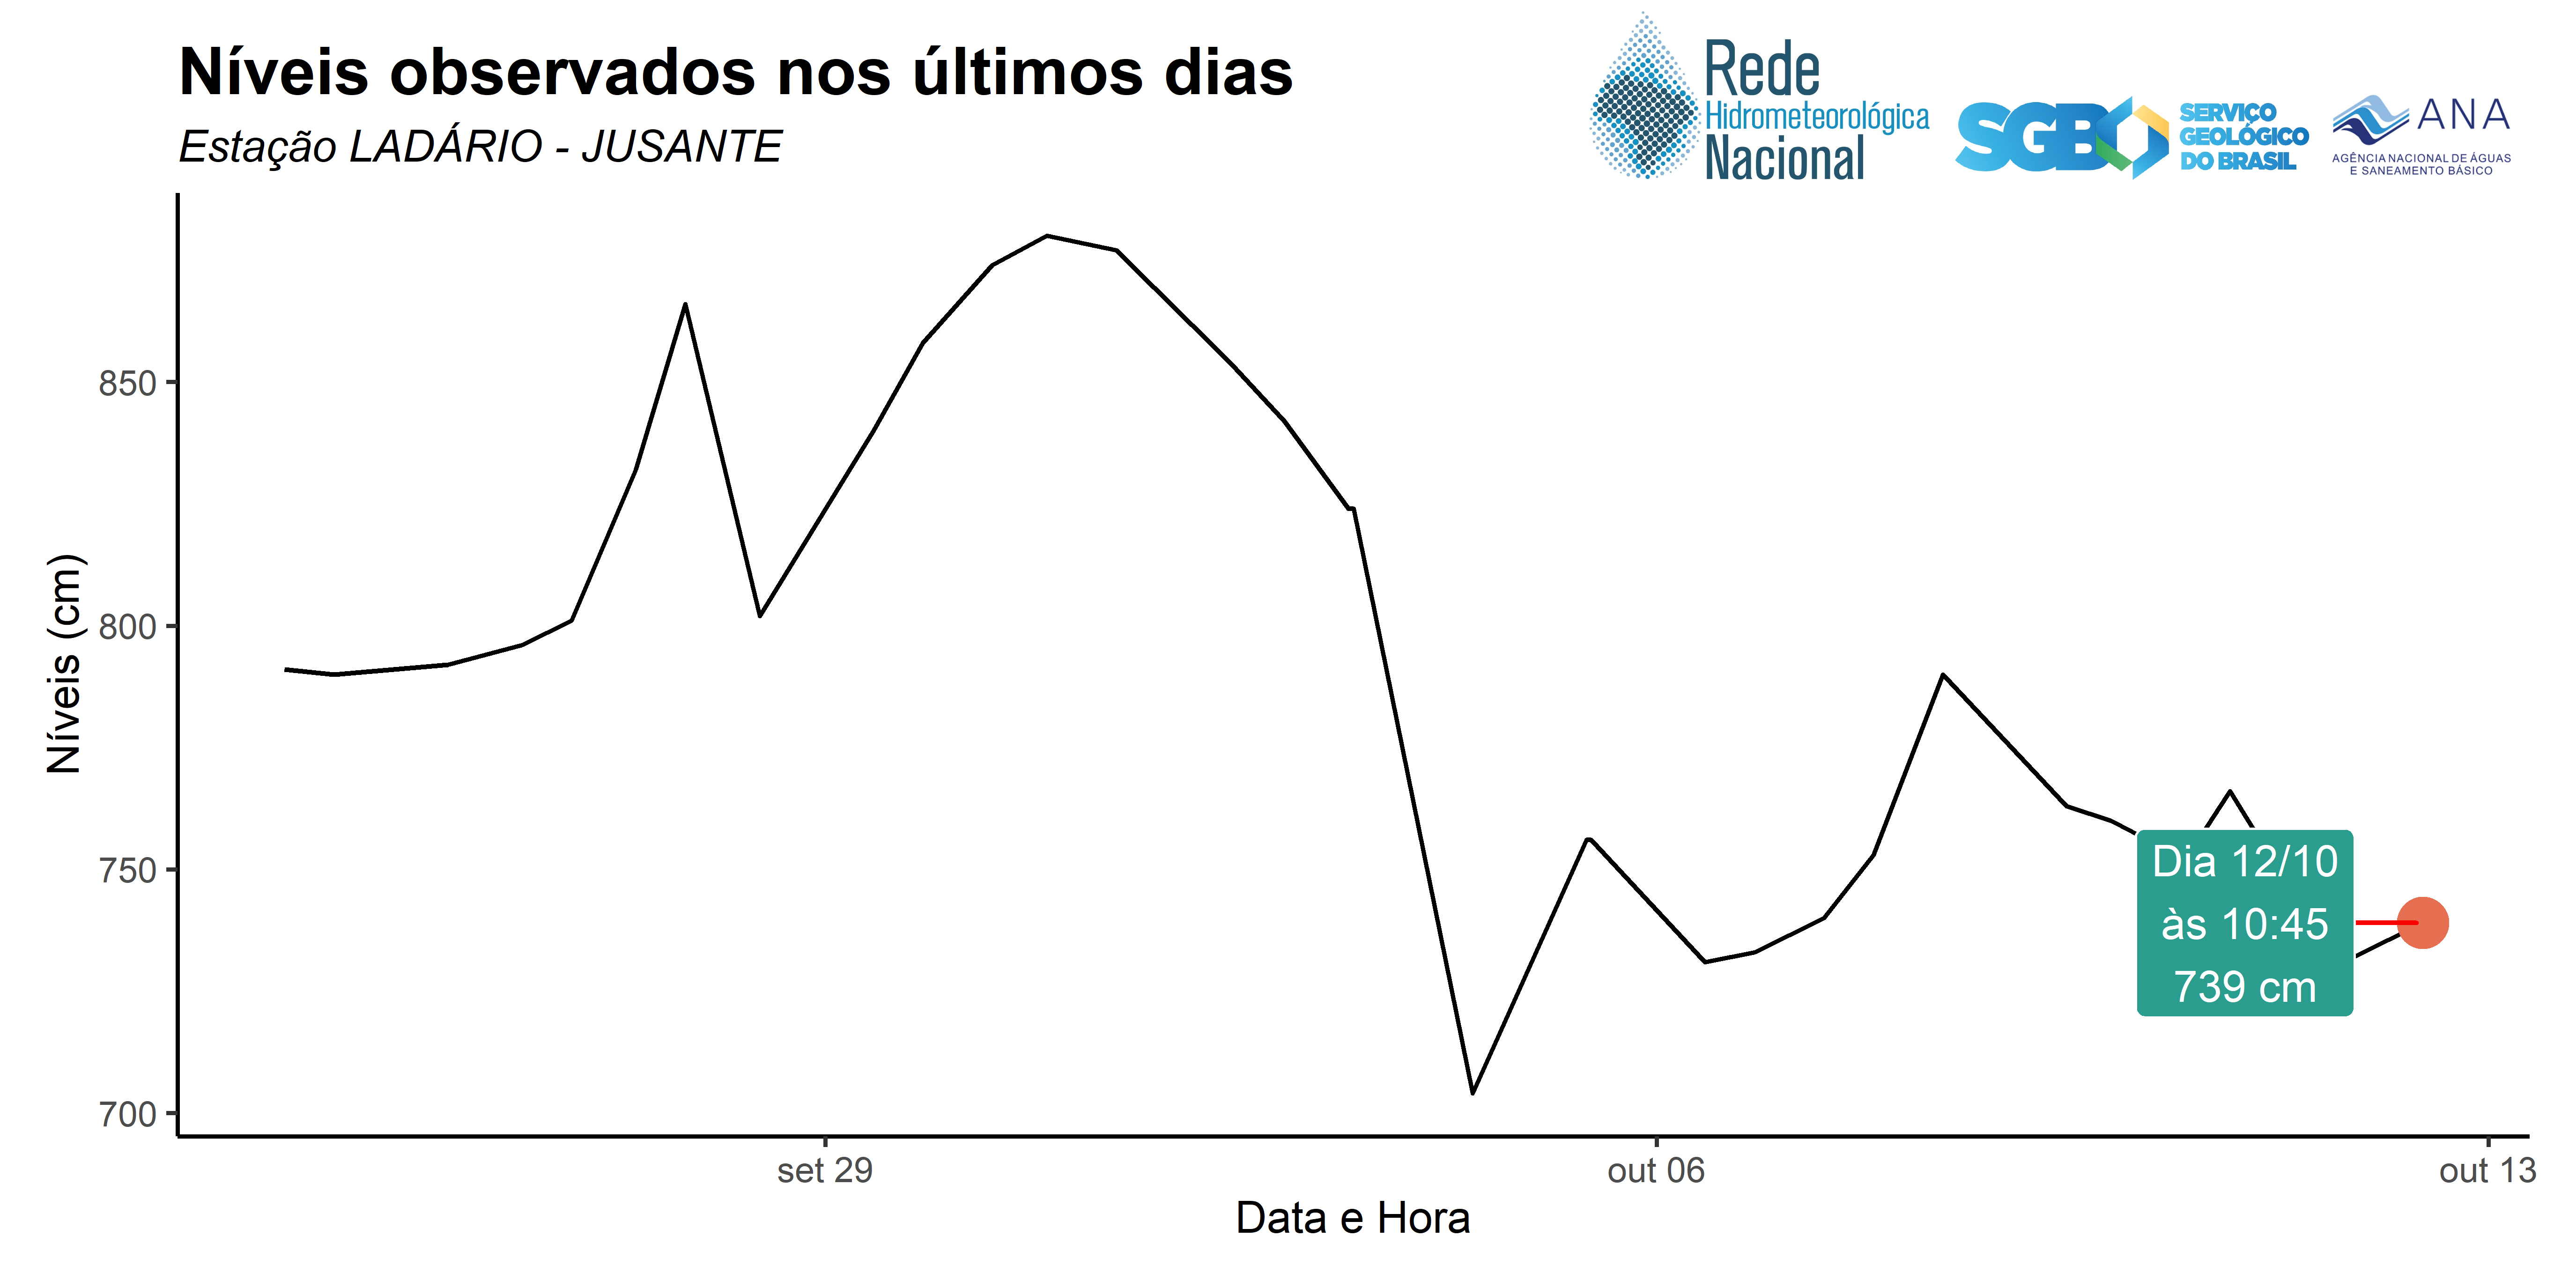 Níveis observados nos últimos dias
Estação LADÁRIO - JUSANTE
Rede
Hidrometeorológica
Nacional
SGB
SERVIÇO
GEOLÓGICO
DO BRASIL
ANA
AGÊNCIA NACIONAL DE ÁGUAS
E SANEAMENTO BÁSICO
Níveis (cm)
850
800
750
700
Dia 12/10
às 10:45
739 cm
set 29
out 06
out 13
Data e Hora